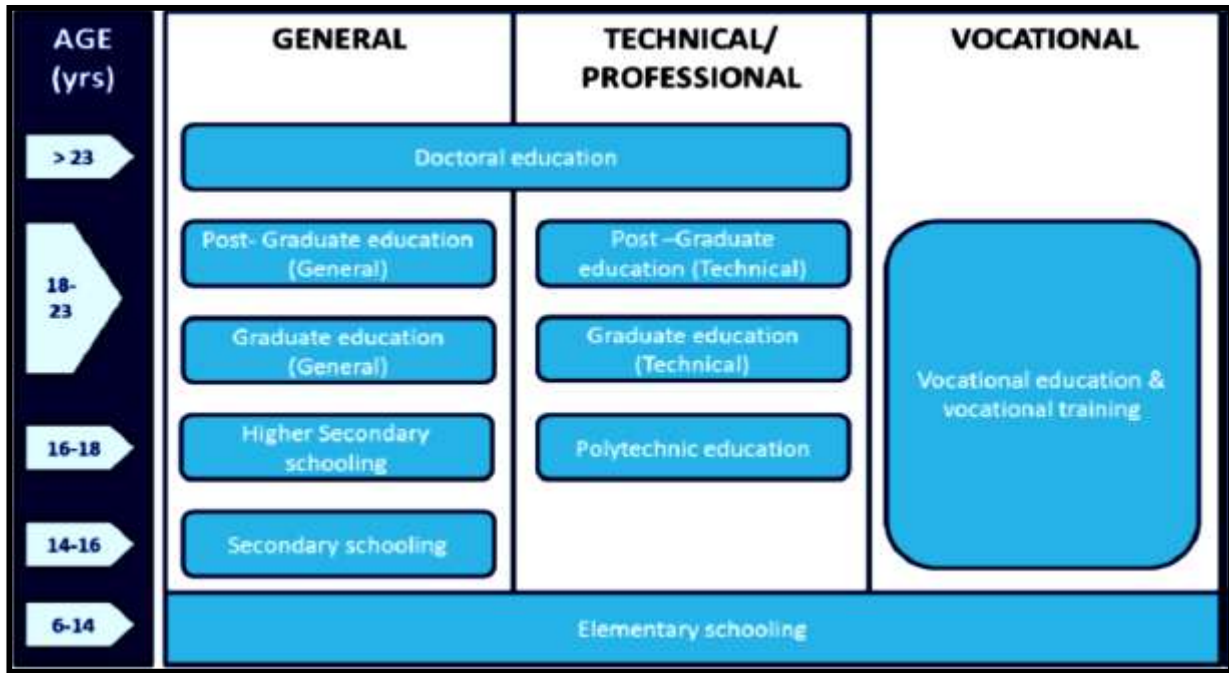 AGE
(yrs)
GENERAL
TECHNICAL/
PROFESSIONAL
VOCATIONAL
> 23
Doctoral education
18-
23
Post- Graduate education
(General)
Post –Graduate
education (Technical)
Graduate education
(General)
Graduate education
(Technical)
Vocational education &
vocational training
16-18
Higher Secondary
schooling
Polytechnic education
14-16
Secondary schooling
6-14
Elementary schooling